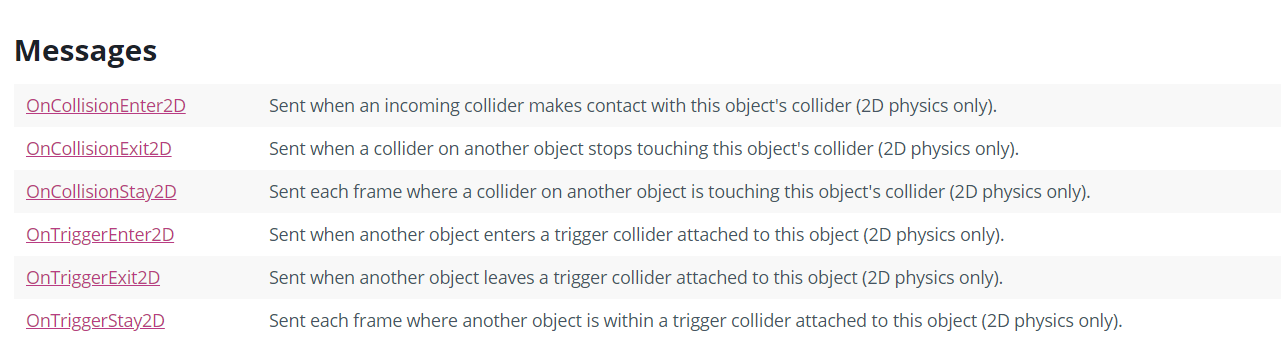 Messages
OnCollisionEnter2D Sent when an incoming collider makes contact with this object's collider (2D physics only).
OnCollisionExit2D Sent when a collider on another object stops touching this object's collider (2D physics only).
OnCollisionStay2D Sent each frame where a collider on another object is touching this object's collider (2D physics only).
OnTriggerEnter2D Sent when another object enters a trigger collider attached to this object (2D physics only).
OnTriggerExit2D Sent when another object leaves a trigger collider attached to this object (2D physics only).
OnTriggerStay2D Sent each frame where another object is within a trigger collider attached to this object (2D physics only).